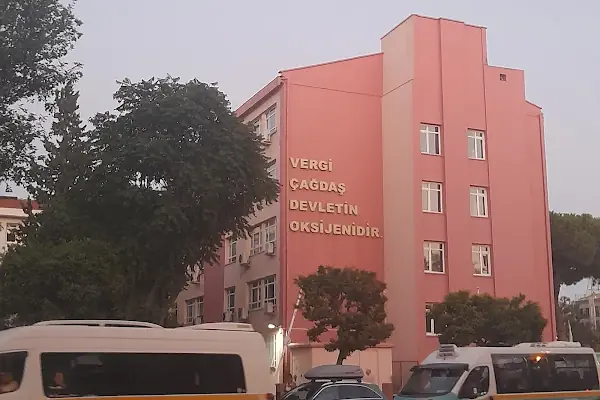 VERGİ
ÇAĞDAŞ
DEVLETİN
OKSİJENİDİR.